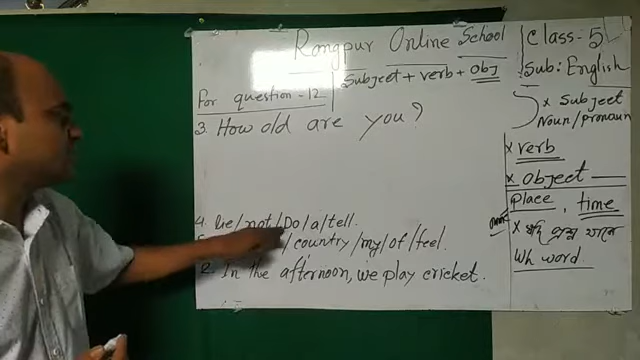 Rongpur Online School
Class-5
Subject + verb + obj
Sub: English
For question-12
x Subject
Noun/pronoun
3. How old are you?
x verb
x object
place, time
4. lie/not/Do/a/tell.
x যদি প্রশ্ন থাকে
/country/my/of/feel.
Wh word
2. In the afternoon, we play cricket.